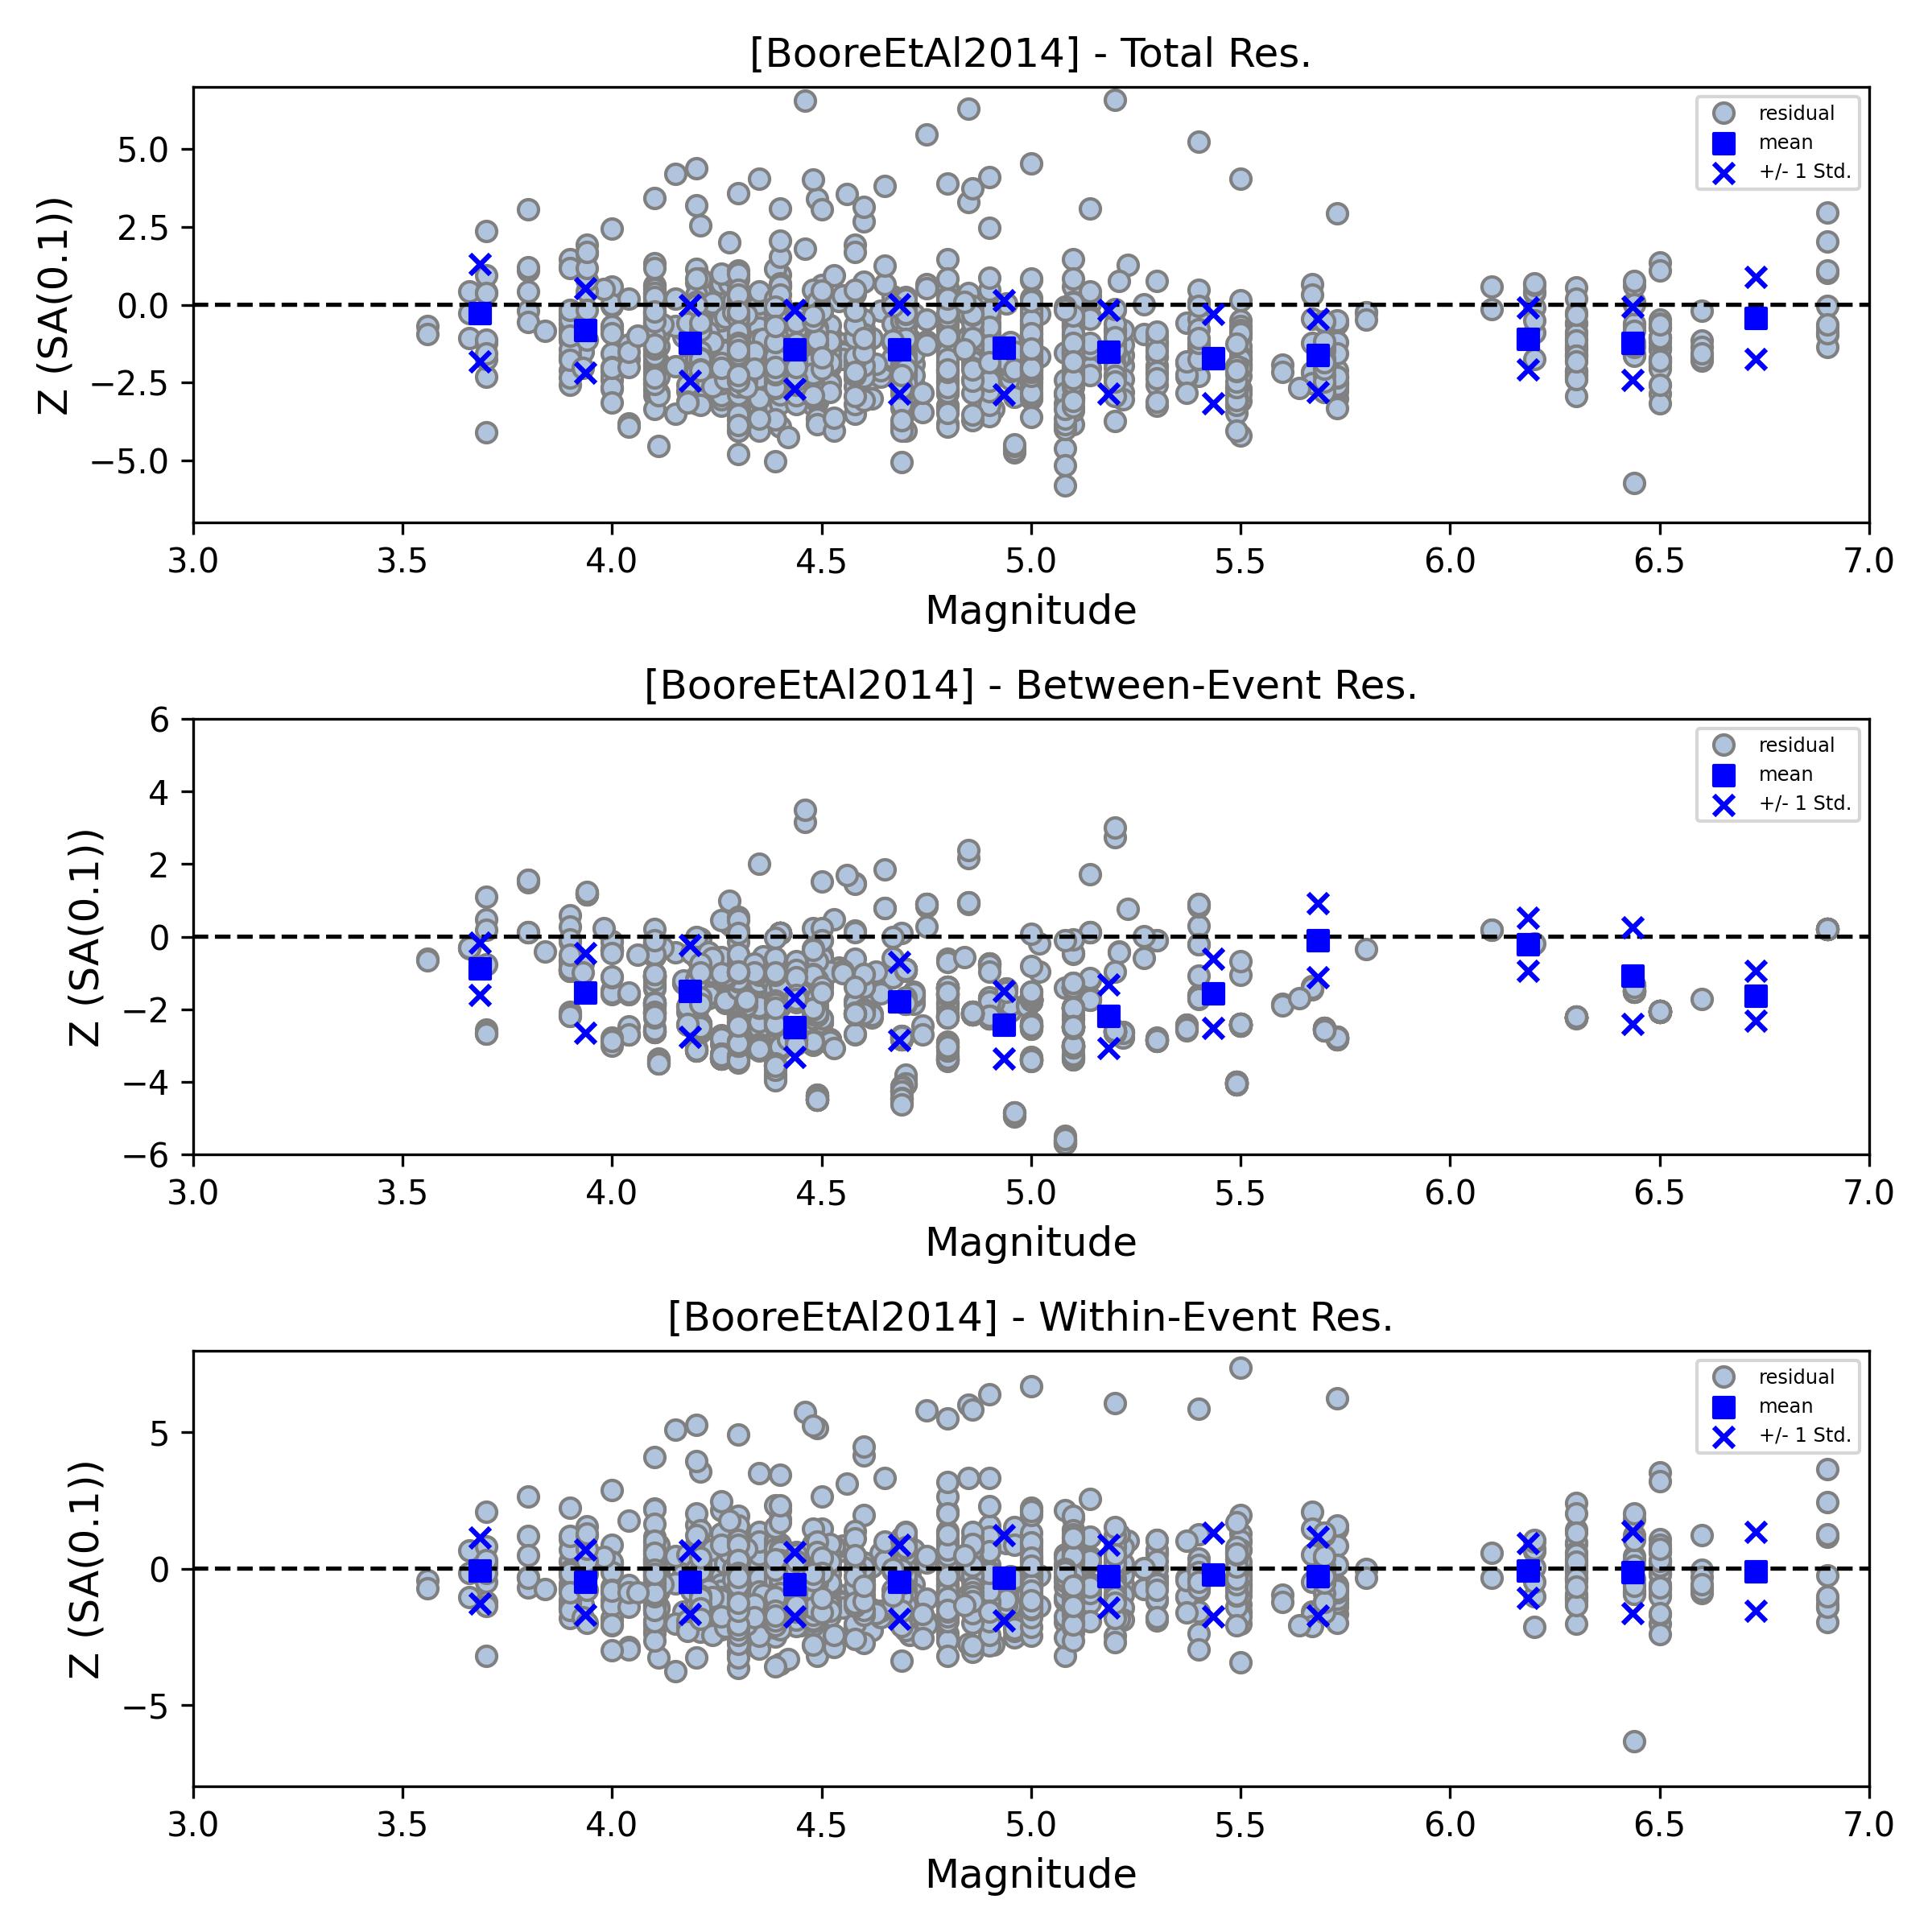 [BooreEtAl2014] - Total Res.
Z (SA(0.1))
5.0
2.5
0.0
−2.5
−5.0
residual
mean
+/- 1 Std.
3.0 3.5 4.0 4.5 5.0 5.5 6.0 6.5 7.0
Magnitude
[BooreEtAl2014] - Between-Event Res.
Z (SA(0.1))
6
4
2
0
−2
−4
−6
residual
mean
+/- 1 Std.
3.0 3.5 4.0 4.5 5.0 5.5 6.0 6.5 7.0
Magnitude
[BooreEtAl2014] - Within-Event Res.
Z (SA(0.1))
5
0
−5
residual
mean
+/- 1 Std.
3.0 3.5 4.0 4.5 5.0 5.5 6.0 6.5 7.0
Magnitude